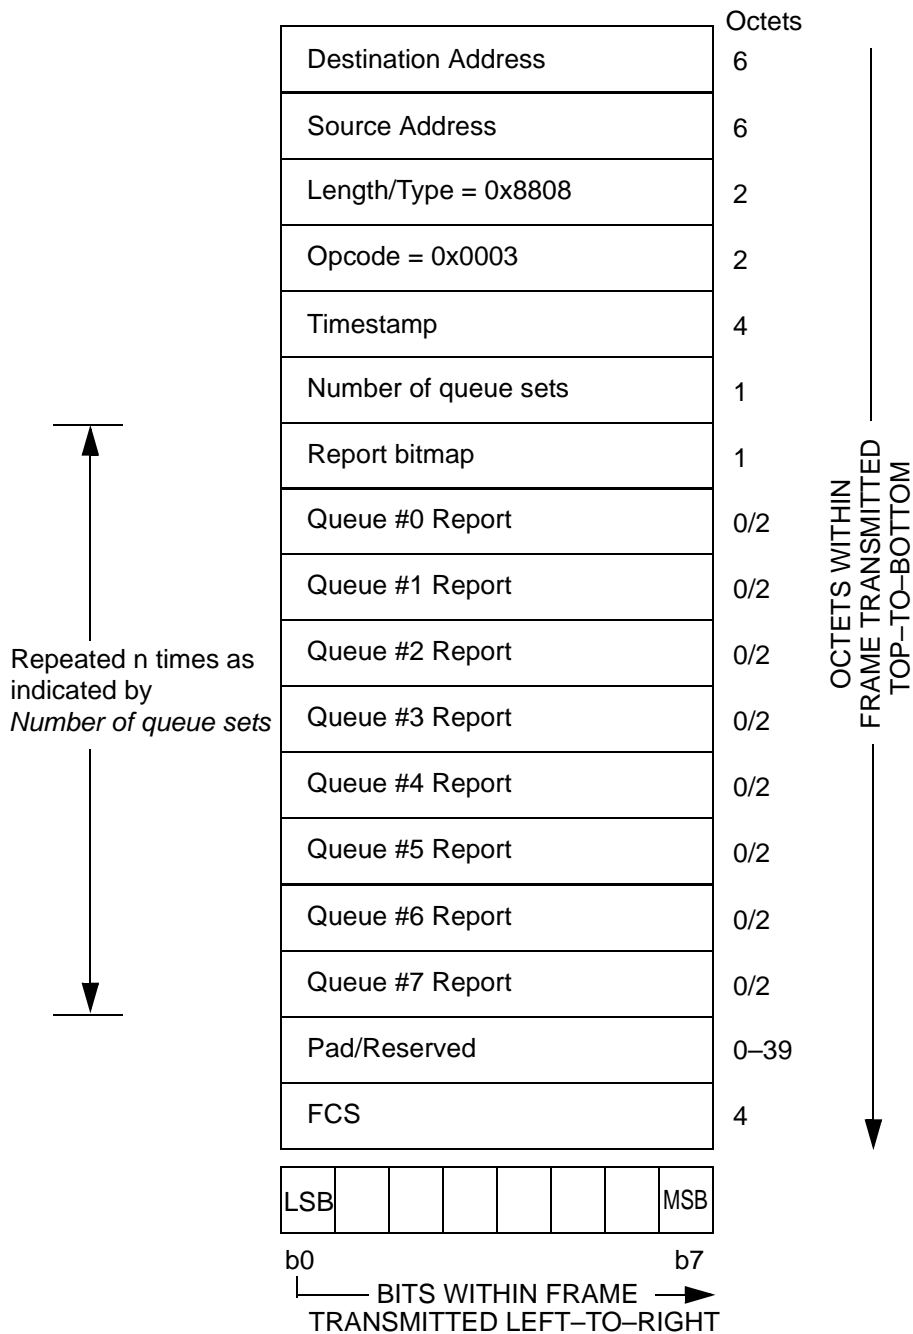 Octets
Destination Address 6
Source Address 6
Length/Type = 0x8808 2
Opcode = 0x0003 2
Timestamp 4
Number of queue sets 1
Report bitmap 1
Queue #0 Report 0/2
Queue #1 Report 0/2
Queue #2 Report 0/2
Queue #3 Report 0/2
Queue #4 Report 0/2
Queue #5 Report 0/2
Queue #6 Report 0/2
Queue #7 Report 0/2
Pad/Reserved 0–39
FCS 4
Repeated n times as
indicated by
Number of queue sets
OCTETS WITHIN
FRAME TRANSMITTED
TOP–TO–BOTTOM
LSB MSB
b0 b7
BITS WITHIN FRAME
TRANSMITTED LEFT–TO–RIGHT